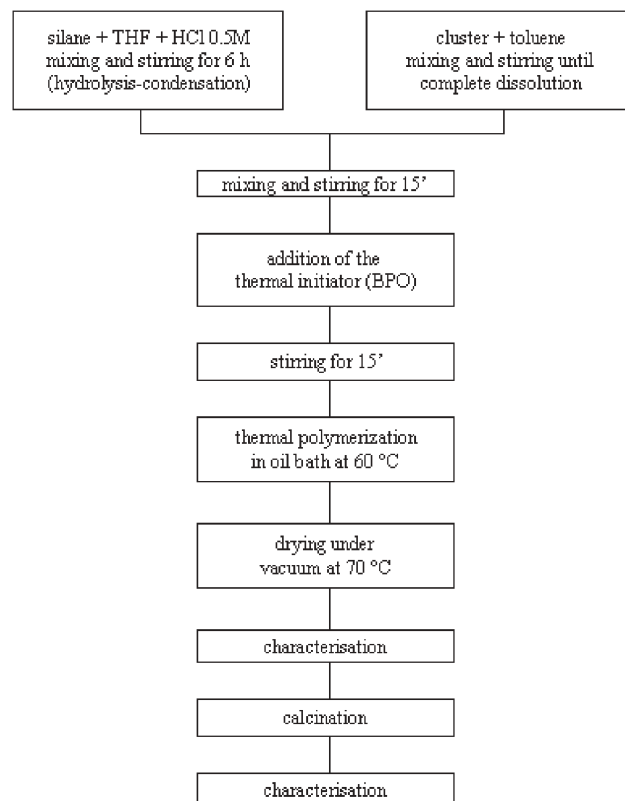 silane + THF + HCl 0.5M
mixing and stirring for 6 h
(hydrolysis-condensation)
cluster + toluene
mixing and stirring until
complete dissolution
mixing and stirring for 15’
addition of the
thermal initiator (BPO)
stirring for 15’
thermal polymerization
in oil bath at 60 °C
drying under
vacuum at 70 °C
characterisation
calcination
characterisation